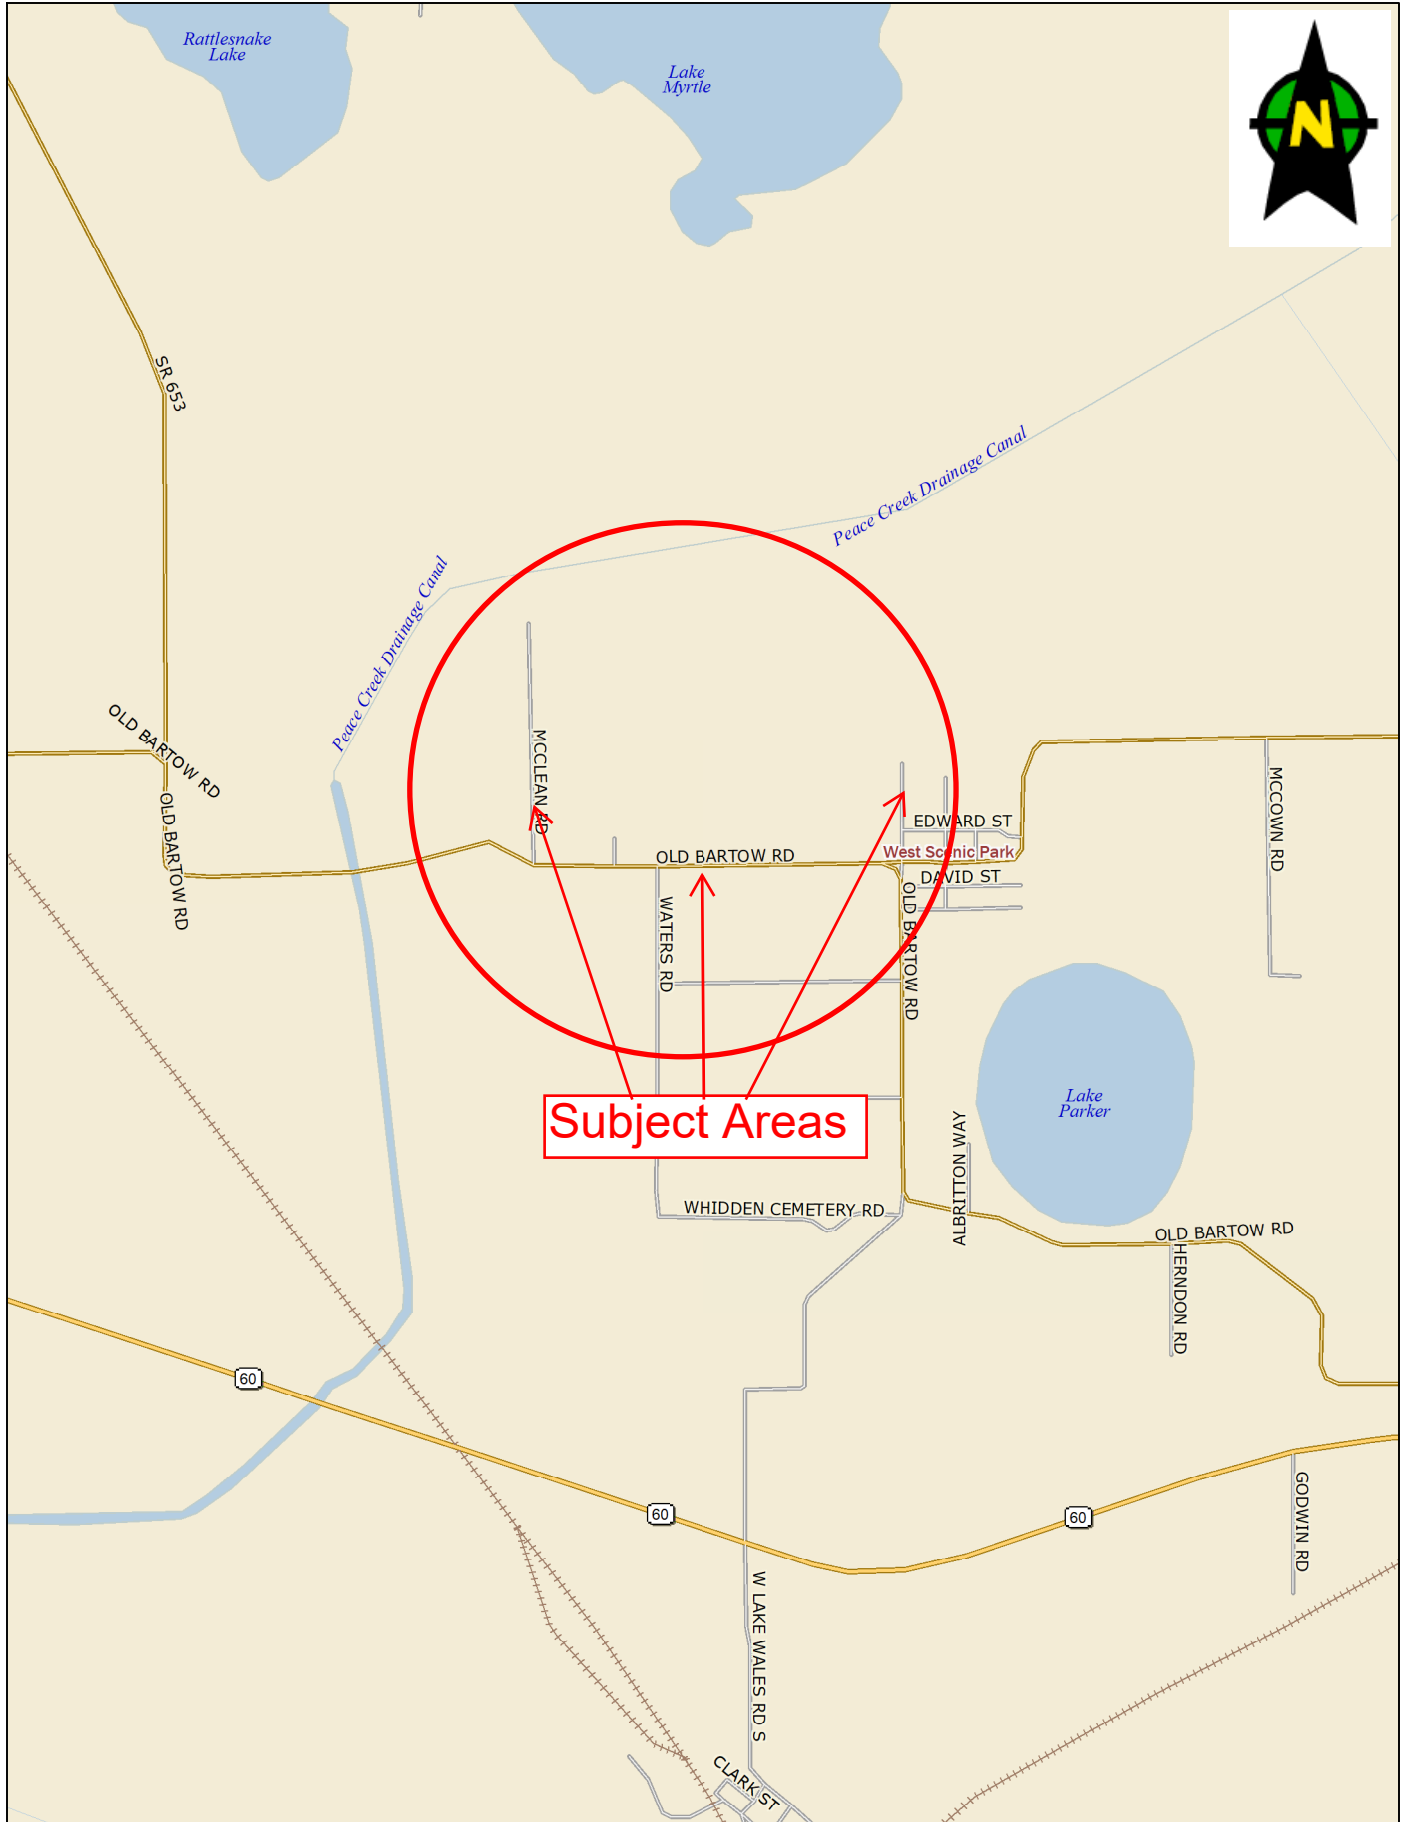 Rattlesnake
Lake
Lake
Myrtle
N
SR 653
Peace Creek Drainage Canal
Peace Creek Drainage Canal
OLD BARTOW RD
OLD BARTOW RD
MCCLEAN RD
MCCOWN RD
EDWARD ST
OLD BARTOW RD
West Scenic Park
DAVID ST
WATERS RD
OLD BARTOW RD
Lake
Parker
Subject Areas
ALBRITTON WAY
WHIDDEN CEMETERY RD
OLD BARTOW RD
HERNDON RD
60
60
60
GODWIN RD
W LAKE WALES RD S
CLARK ST